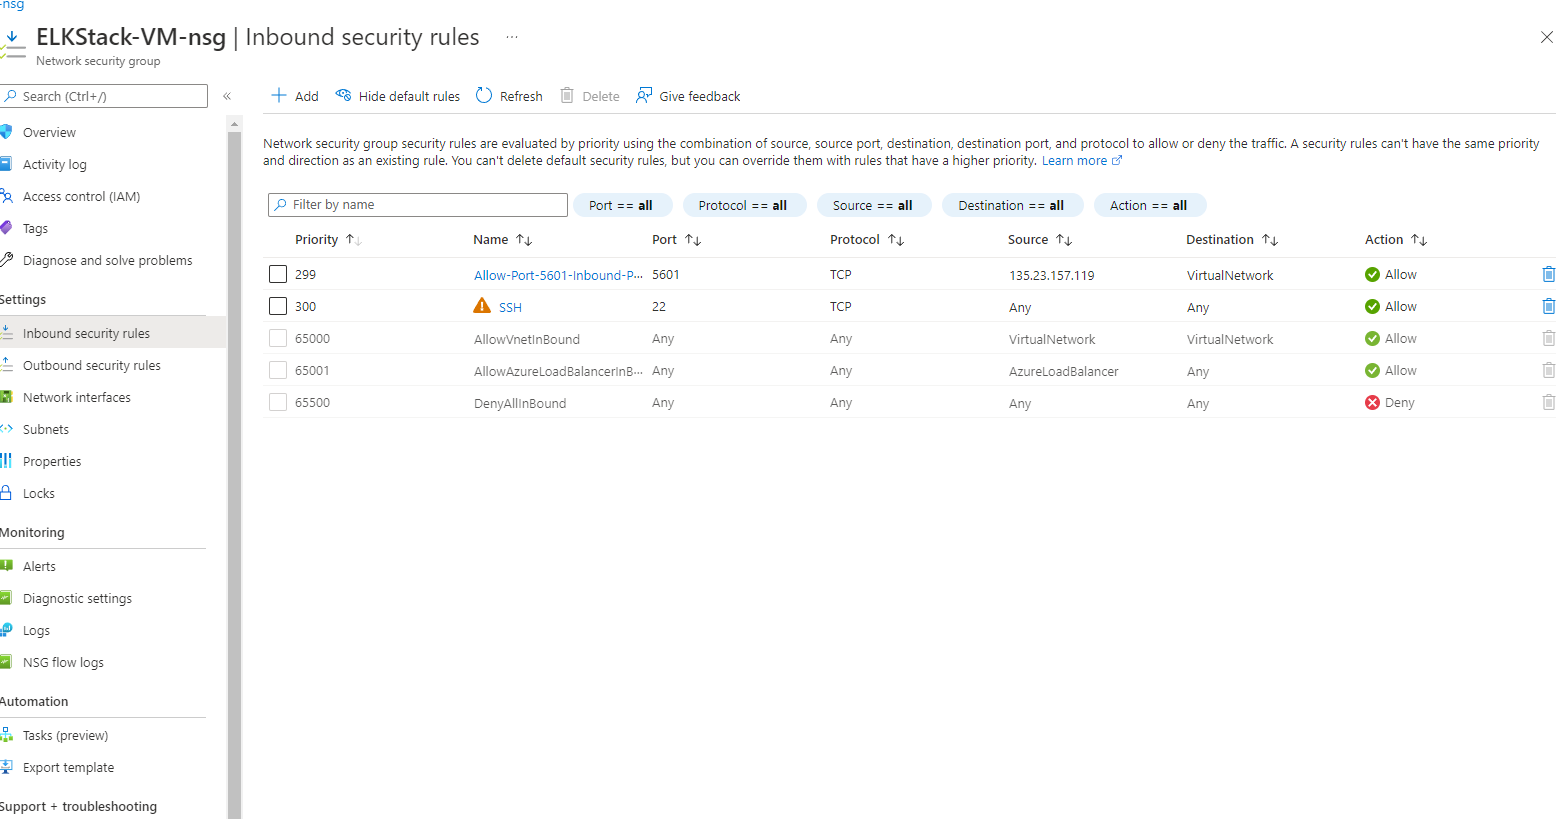 -nsg
ELKStack-VM-nsg | Inbound security rules ...
Network security group
Search (Ctrl+/)
«
Overview
Activity log
Access control (IAM)
Tags
Diagnose and solve problems
Settings
Inbound security rules
Outbound security rules
Network interfaces
Subnets
Properties
Locks
Monitoring
Alerts
Diagnostic settings
Logs
NSG flow logs
Automation
Tasks (preview)
Export template
Support + troubleshooting
Add Hide default rules Refresh Delete Give feedback
Network security group security rules are evaluated by priority using the combination of source, source port, destination, destination port, and protocol to allow or deny the traffic. A security rules can't have the same priority
and direction as an existing rule. You can't delete default security rules, but you can override them with rules that have a higher priority. Learn more
Filter by name Port == all Protocol == all Source == all Destination == all Action == all
Priority ↑↓ Name ↑↓ Port ↑↓ Protocol ↑↓ Source ↑↓ Destination ↑↓ Action ↑↓
299 Allow-Port-5601-Inbound-P... 5601 TCP 135.23.157.119 VirtualNetwork Allow
300 SSH 22 TCP Any Any Allow
65000 AllowVnetInBound Any Any VirtualNetwork VirtualNetwork Allow
65001 AllowAzureLoadBalancerInB... Any Any AzureLoadBalancer Any Allow
65500 DenyAllInBound Any Any Any Any Deny